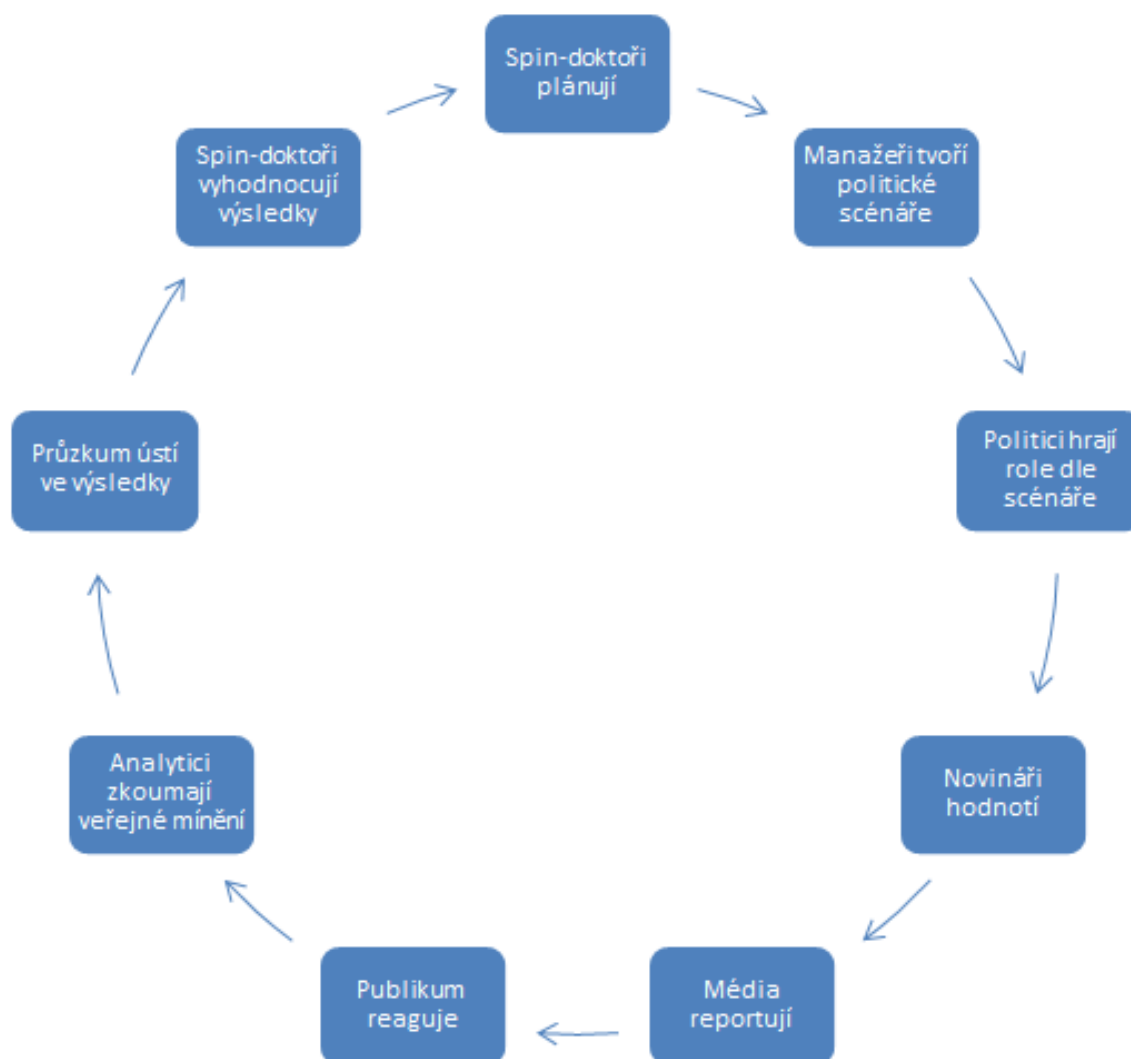 Spin-doktoři
plánují
Manažeři tvoří
politické
scénáře
Politici hrají
role dle
scénáře
Novináři
hodnotí
Média
reportují
Publikum
reaguje
Analytici
zkoumají
veřejné mínění
Průzkum ústí
ve výsledky
Spin-doktoři
vyhodnocují
výsledky